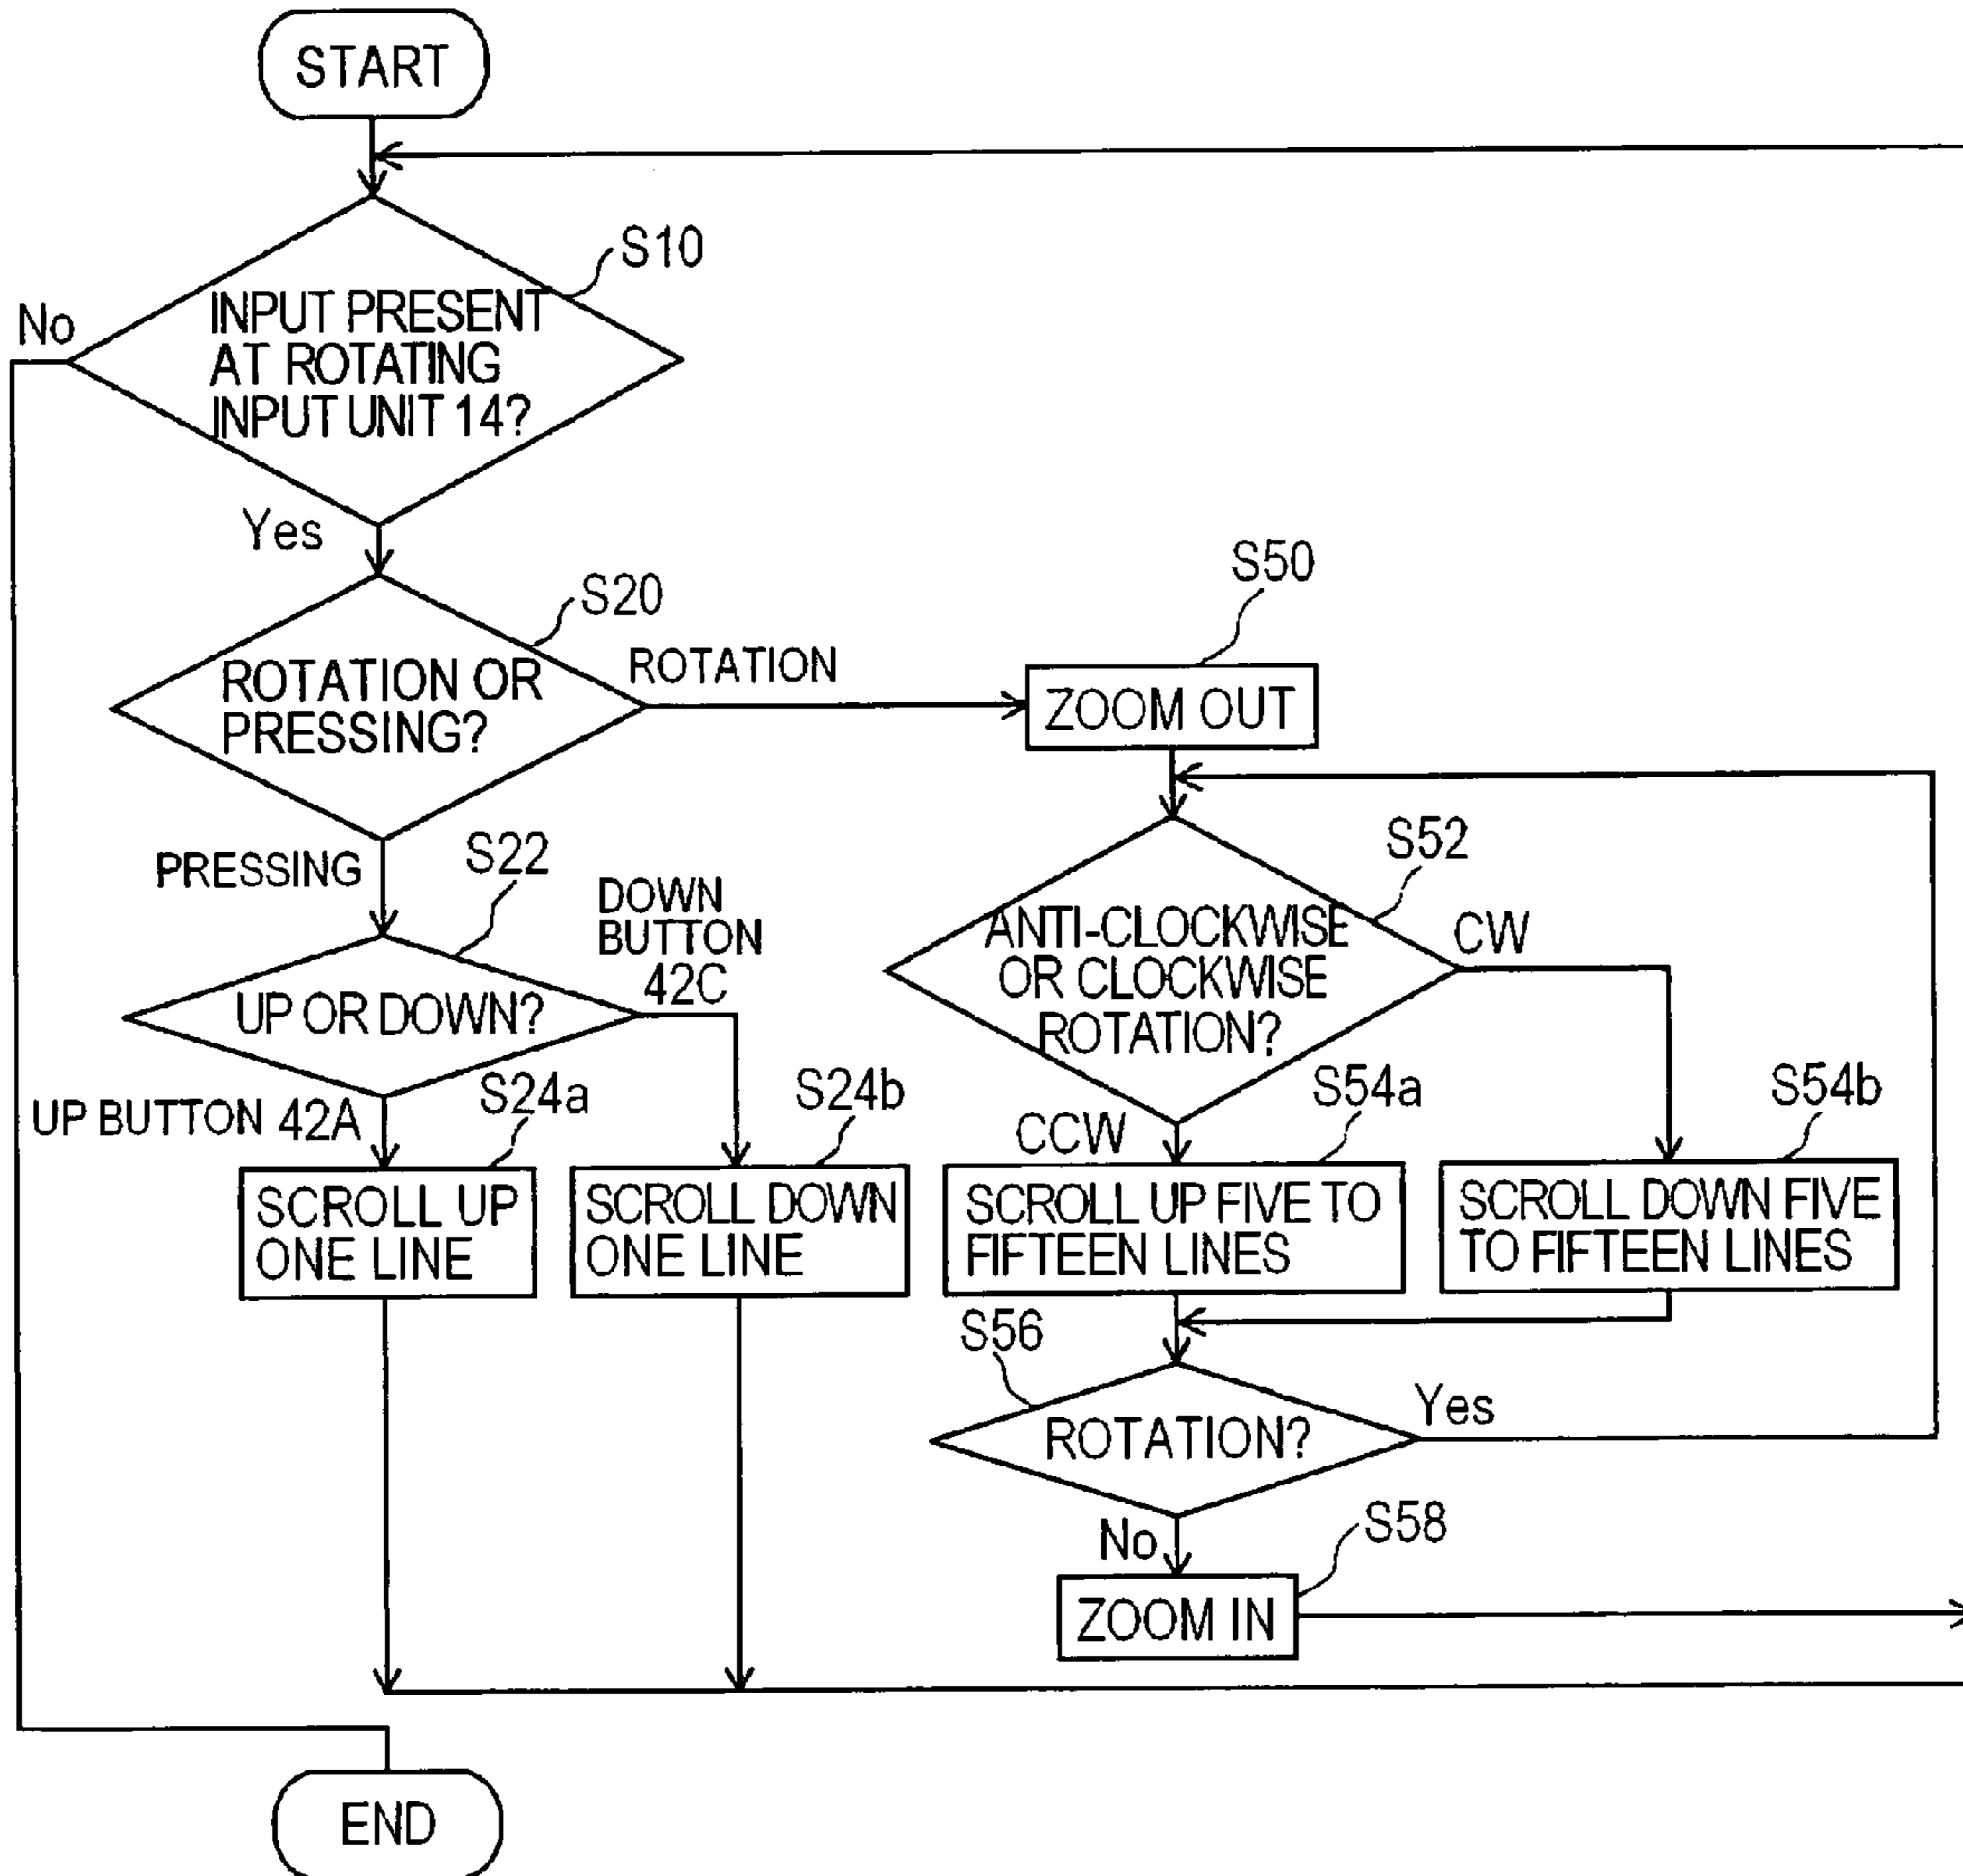 START
S10
No
INPUT PRESENT
AT ROTATING
INPUT UNIT 14?
Yes
S20
ROTATION OR
PRESSING?
ROTATION
S50
ZOOM OUT
PRESSING
S22
UP OR DOWN?
DOWN
BUTTON
42C
UP BUTTON 42A
S24a
SCROLL UP
ONE LINE
S24b
SCROLL DOWN
ONE LINE
S52
ANTI-CLOCKWISE
OR CLOCKWISE
ROTATION?
CW
CCW
S54a
SCROLL UP FIVE TO
FIFTEEN LINES
S54b
SCROLL DOWN FIVE
TO FIFTEEN LINES
S56
ROTATION?
Yes
No
S58
ZOOM IN
END